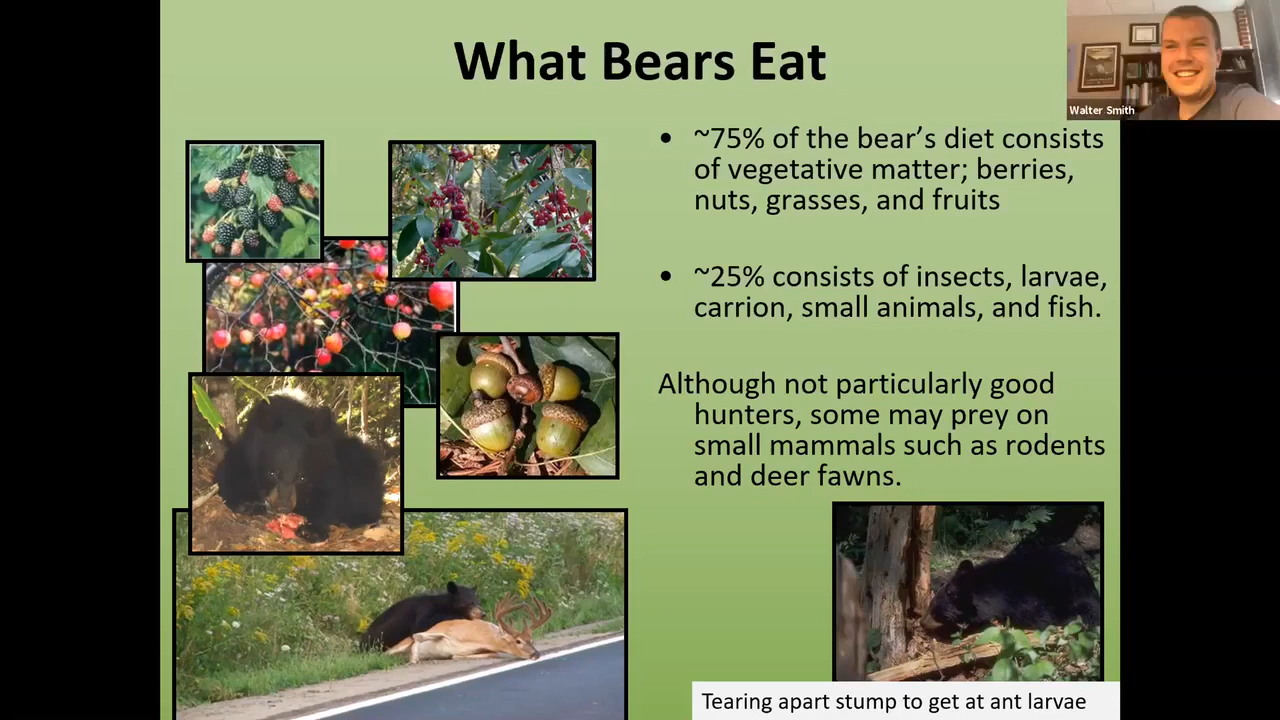 What Bears Eat
Walter Smith
• ~75% of the bear’s diet consists
of vegetative matter; berries,
nuts, grasses, and fruits
• ~25% consists of insects, larvae,
carrion, small animals, and fish.
Although not particularly good
hunters, some may prey on
small mammals such as rodents
and deer fawns.
Tearing apart stump to get at ant larvae